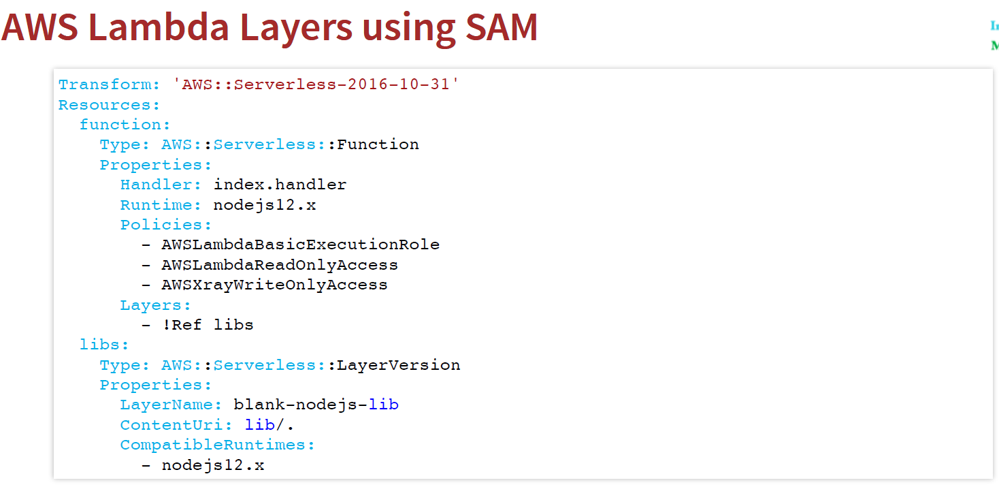 AWS Lambda Layers using SAM
Transform: 'AWS::Serverless-2016-10-31'
Resources:
  function:
    Type: AWS::Serverless::Function
    Properties:
      Handler: index.handler
      Runtime: nodejs12.x
      Policies:
        - AWSLambdaBasicExecutionRole
        - AWSLambdaReadOnlyAccess
        - AWSXrayWriteOnlyAccess
      Layers:
        - !Ref libs
  libs:
    Type: AWS::Serverless::LayerVersion
    Properties:
      LayerName: blank-nodejs-lib
      ContentUri: lib/.
      CompatibleRuntimes:
        - nodejs12.x